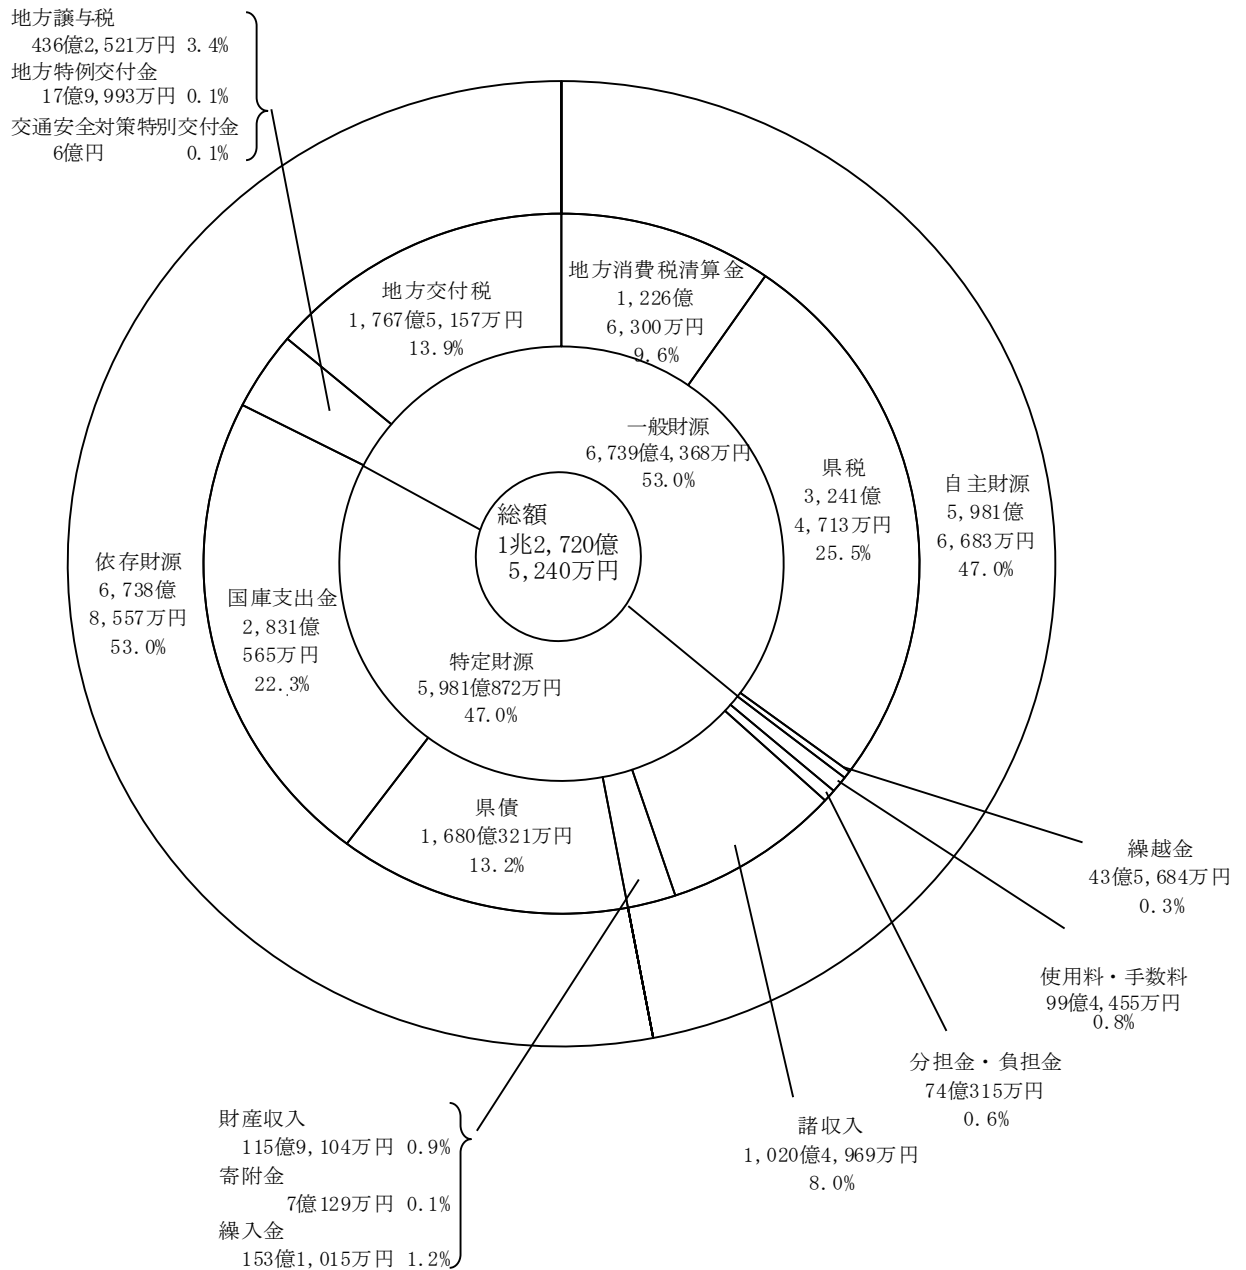 地方譲与税
436億2,521万円 3.4%
地方特例交付金
17億9,993万円 0.1%
交通安全対策特別交付金
6億円 0.1%
地方交付税
1,767億5,157万円
13.9%
地方消費税清算金
1,226億
6,300万円
9.6%
一般財源
6,739億4,368万円
53.0%
県税
3,241億
4,713万円
25.5%
自主財源
5,981億
6,683万円
47.0%
総額
1兆2,720億
5,240万円
依存財源
6,738億
8,557万円
53.0%
国庫支出金
2,831億
565万円
22.3%
特定財源
5,981億872万円
47.0%
県債
1,680億321万円
13.2%
繰越金
43億5,684万円
0.3%
使用料・手数料
99億4,455万円
0.8%
分担金・負担金
74億315万円
0.6%
諸収入
1,020億4,969万円
8.0%
財産収入
115億9,104万円 0.9%
寄附金
7億129万円 0.1%
繰入金
153億1,015万円 1.2%